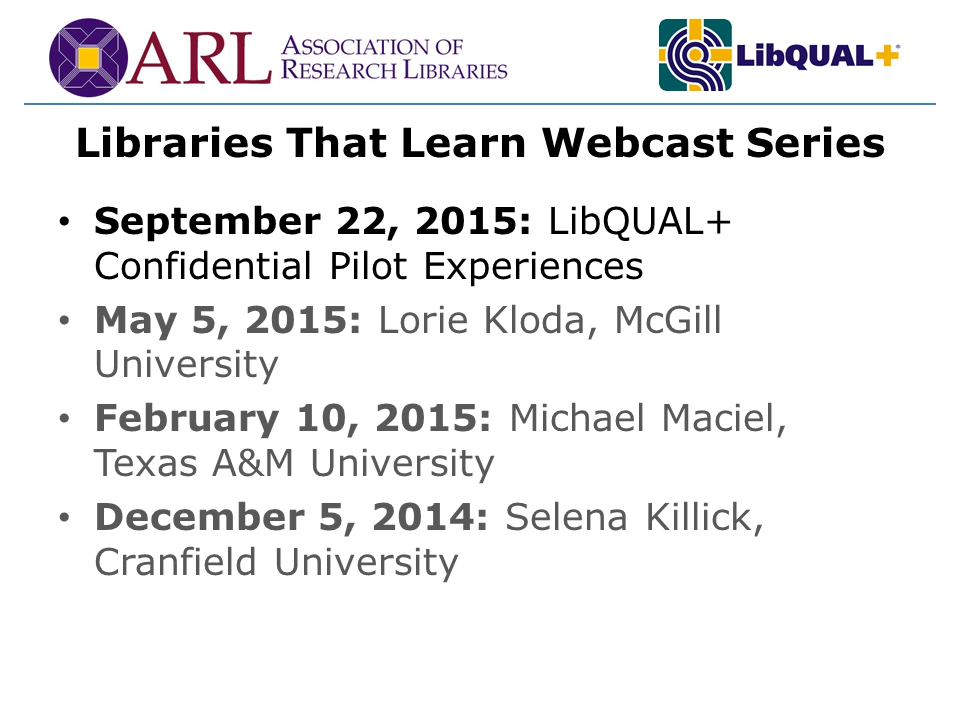 ARL ASSOCIATION OF
RESEARCH LIBRARIES
LibQUAL+®
Libraries That Learn Webcast Series
• September 22, 2015: LibQUAL+
Confidential Pilot Experiences
• May 5, 2015: Lorie Kloda, McGill
University
• February 10, 2015: Michael Maciel,
Texas A&M University
• December 5, 2014: Selena Killick,
Cranfield University